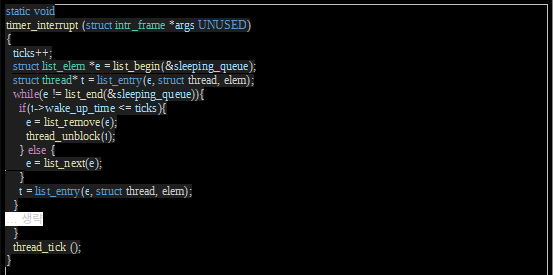 static void
timer_interrupt (struct intr_frame *args UNUSED)
{
ticks++;
struct list_elem *e = list_begin(&sleeping_queue);
struct thread* t = list_entry(e, struct thread, elem);
while(e != list_end(&sleeping_queue)){
if(t->wake_up_time <= ticks){
e = list_remove(e);
thread_unblock(t);
} else {
e = list_next(e);
}
t = list_entry(e, struct thread, elem);
}
... 생략
}
thread_tick ();
}